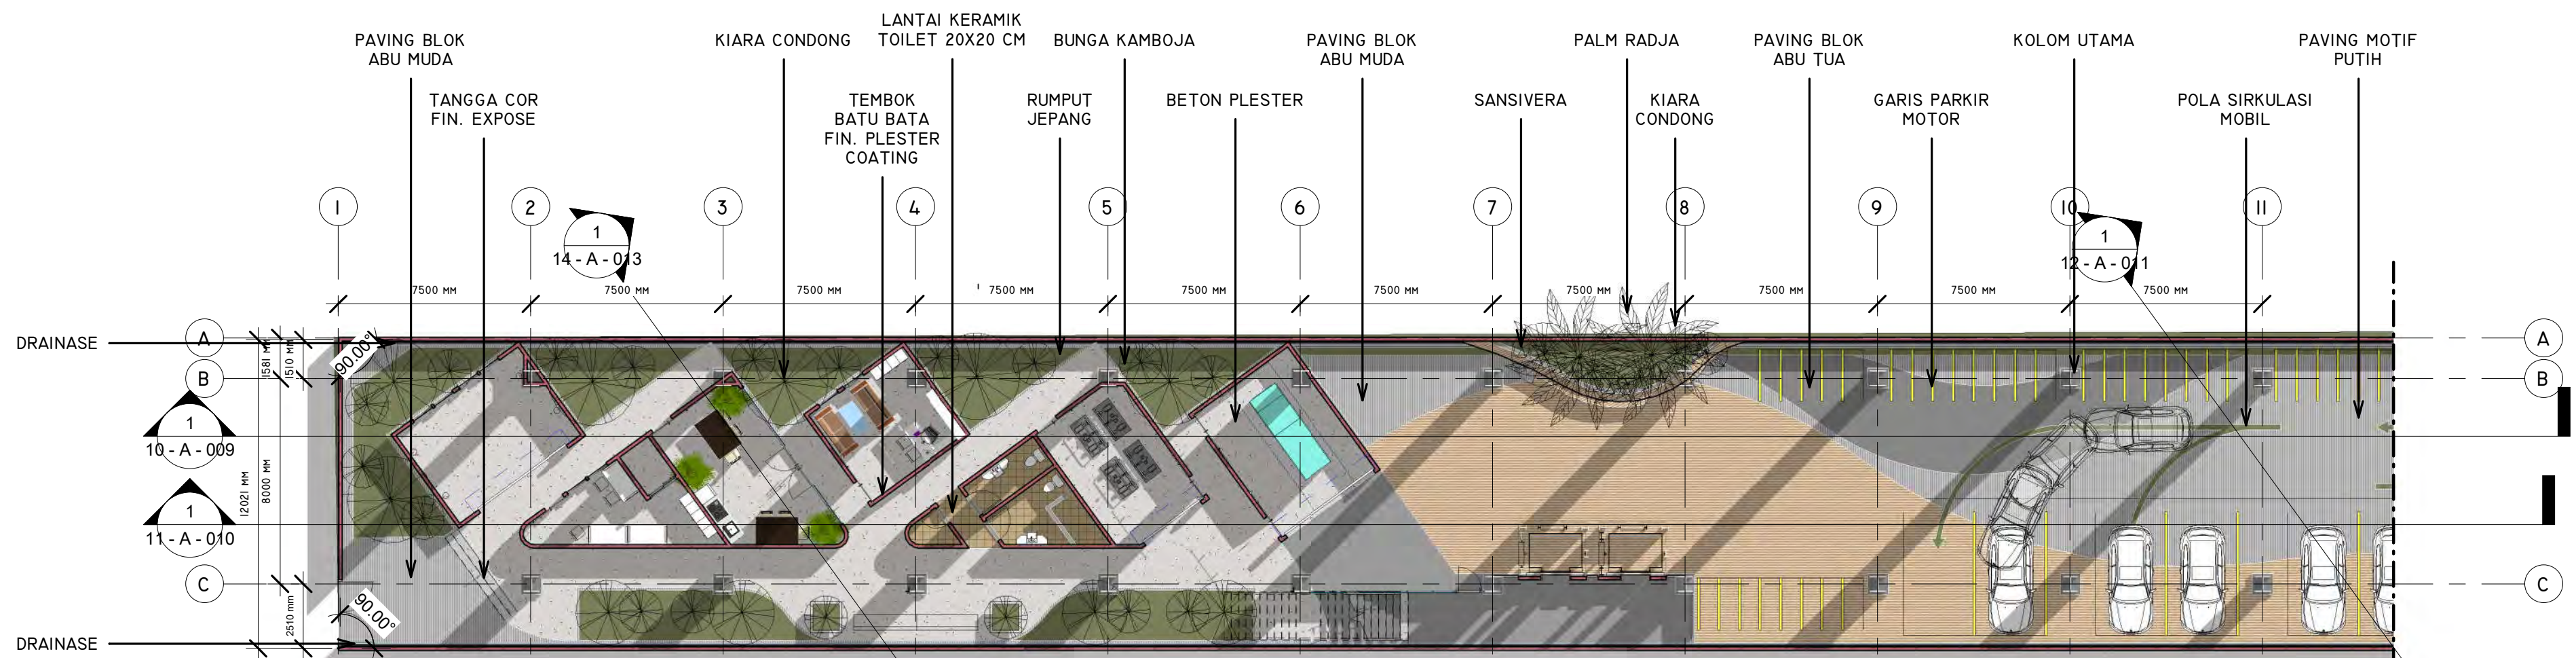 LANTAI KERAMIK
TOILET 20X20 CM
PAVING BLOK
ABU MUDA
KIARA CONDONG
BUNGA KAMBOJA
PAVING BLOK
ABU MUDA
PALM RADJA
PAVING BLOK
ABU TUA
KOLOM UTAMA
PAVING MOTIF
PUTIH
TANGGA COR
FIN. EXPOSE
TEMBOK
BATU BATA
FIN. PLESTER
COATING
RUMPUT
JEPANG
BETON PLESTER
SANSIVERA
KIARA
CONDONG
GARIS PARKIR
MOTOR
POLA SIRKULASI
MOBIL
1 2 3 4 5 6 7 8 9 10 11
1
14 - A - 013
1
12 - A - 011
7500 MM 7500 MM 7500 MM 7500 MM 7500 MM 7500 MM 7500 MM 7500 MM 7500 MM 7500 MM
DRAINASE
A
A
1581 MM
1510 MM
90.00°
B
B
1
10 - A - 009
12021 MM
8000 MM
1
11 - A - 010
C
C
2510 mm
90.00°
DRAINASE